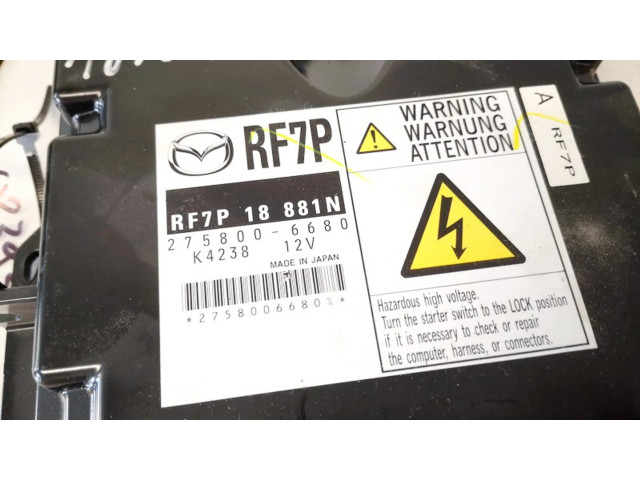 RF7P
RF7P 18 881N
275800-6680
K4238 12V
MADE IN JAPAN
*2758006680%*
WARNING
WARNUNG
ATTENTION
Hazardous high voltage.
Turn the starter switch to the LOCK position
if it is necessary to check or repair
the computer, harness, or connectors.
A RF7P